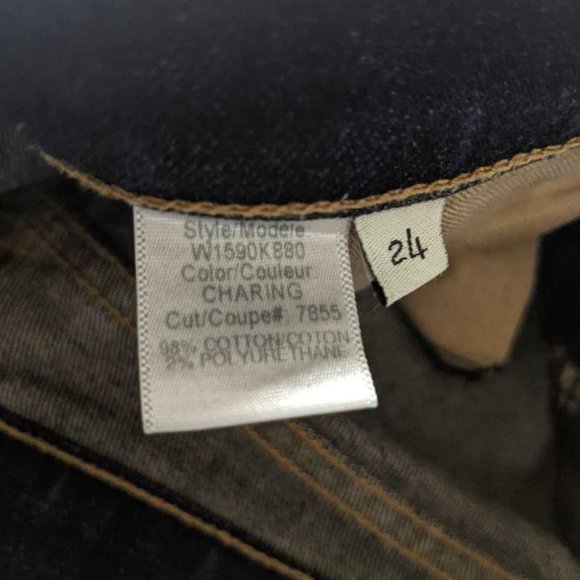 Style/Modele:
W1590K880
Color/Couleur
CHARING
Cut/Coupe# 7855
98% COTTON/COTON
2% POLYURETHANE
24